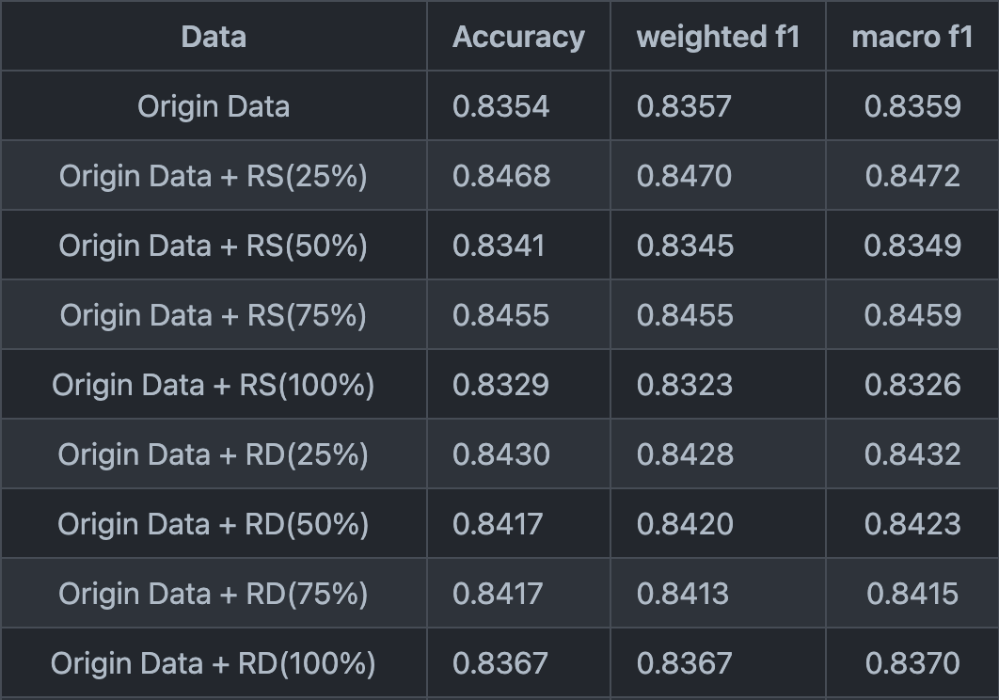 Data Accuracy weighted f1 macro f1
Origin Data 0.8354 0.8357 0.8359
Origin Data + RS(25%) 0.8468 0.8470 0.8472
Origin Data + RS(50%) 0.8341 0.8345 0.8349
Origin Data + RS(75%) 0.8455 0.8455 0.8459
Origin Data + RS(100%) 0.8329 0.8323 0.8326
Origin Data + RD(25%) 0.8430 0.8428 0.8432
Origin Data + RD(50%) 0.8417 0.8420 0.8423
Origin Data + RD(75%) 0.8417 0.8413 0.8415
Origin Data + RD(100%) 0.8367 0.8367 0.8370